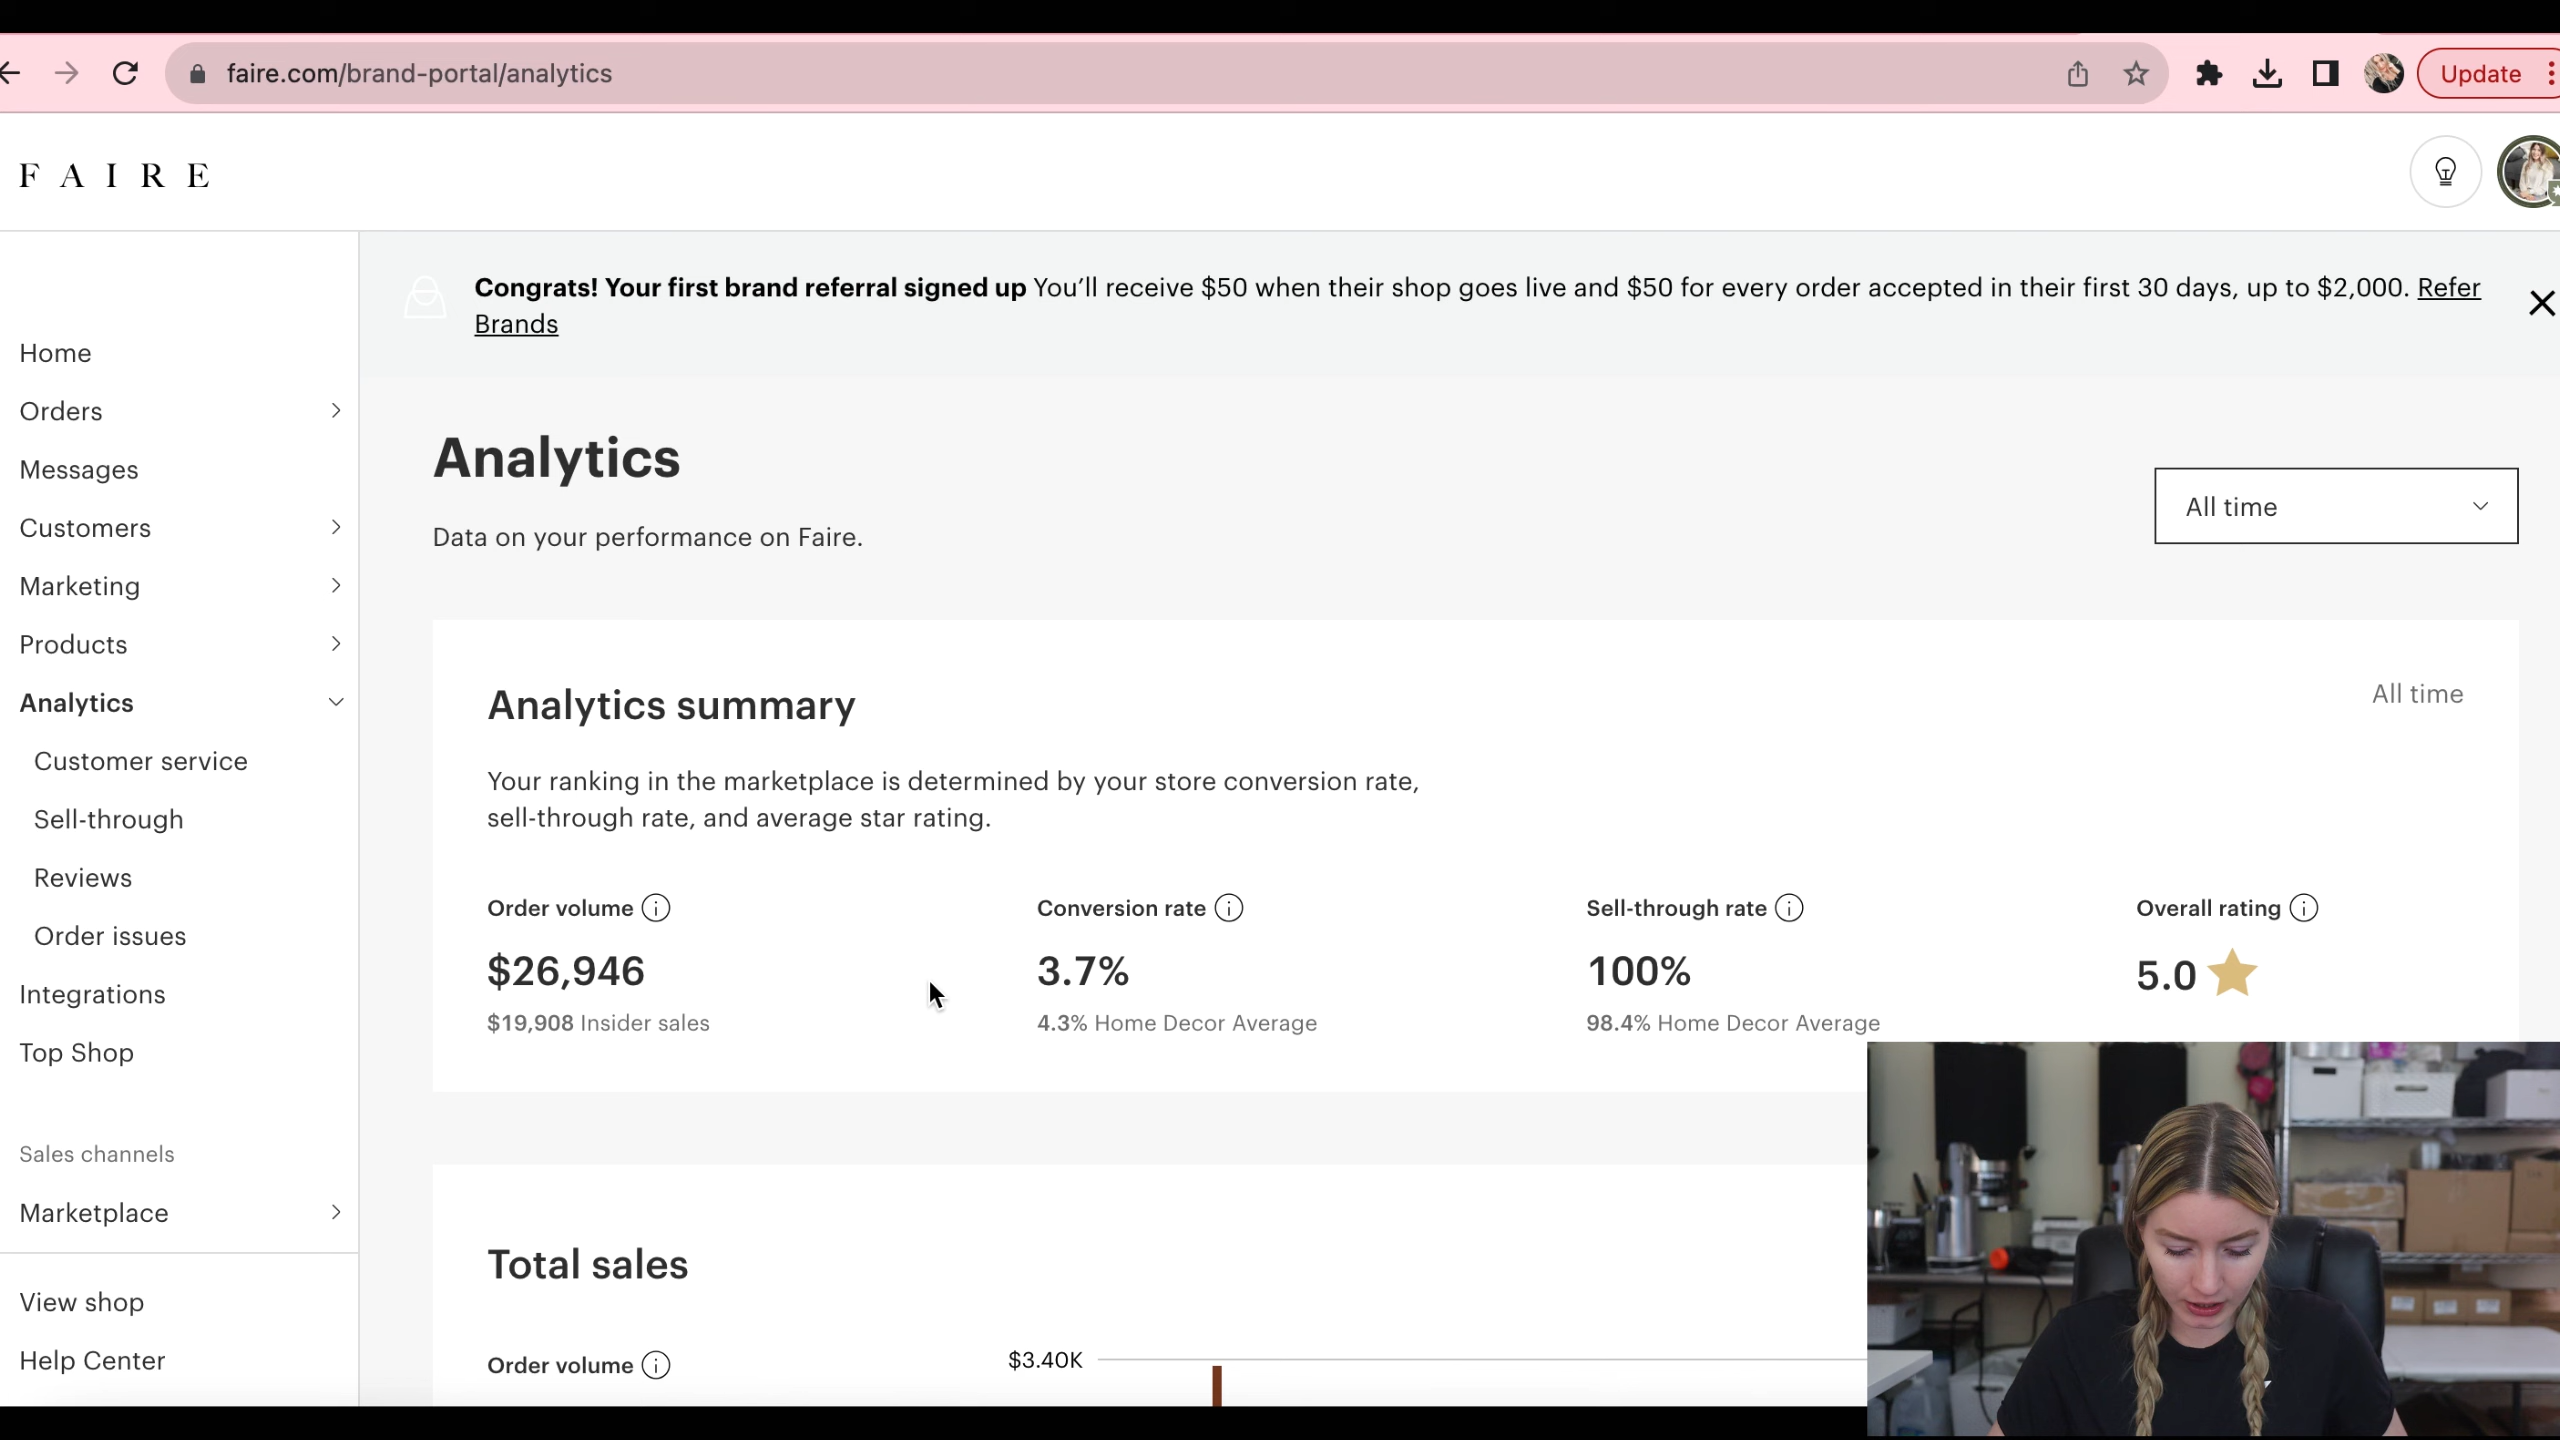 faire.com/brand-portal/analytics
Update
FAIRE
Congrats! Your first brand referral signed up You'll receive $50 when their shop goes live and $50 for every order accepted in their first 30 days, up to $2,000. Refer
Brands
Home
Orders
Messages
Customers
Marketing
Products
Analytics
Customer service
Sell-through
Reviews
Order issues
Integrations
Top Shop
Sales channels
Marketplace
View shop
Help Center
Analytics
Data on your performance on Faire.
All time
Analytics summary
All time
Your ranking in the marketplace is determined by your store conversion rate,
sell-through rate, and average star rating.
Order volume
$26,946
$19,908 Insider sales
Conversion rate
3.7%
4.3% Home Decor Average
Sell-through rate
100%
98.4% Home Decor Average
Overall rating
5.0
Total sales
Order volume
$3.40K